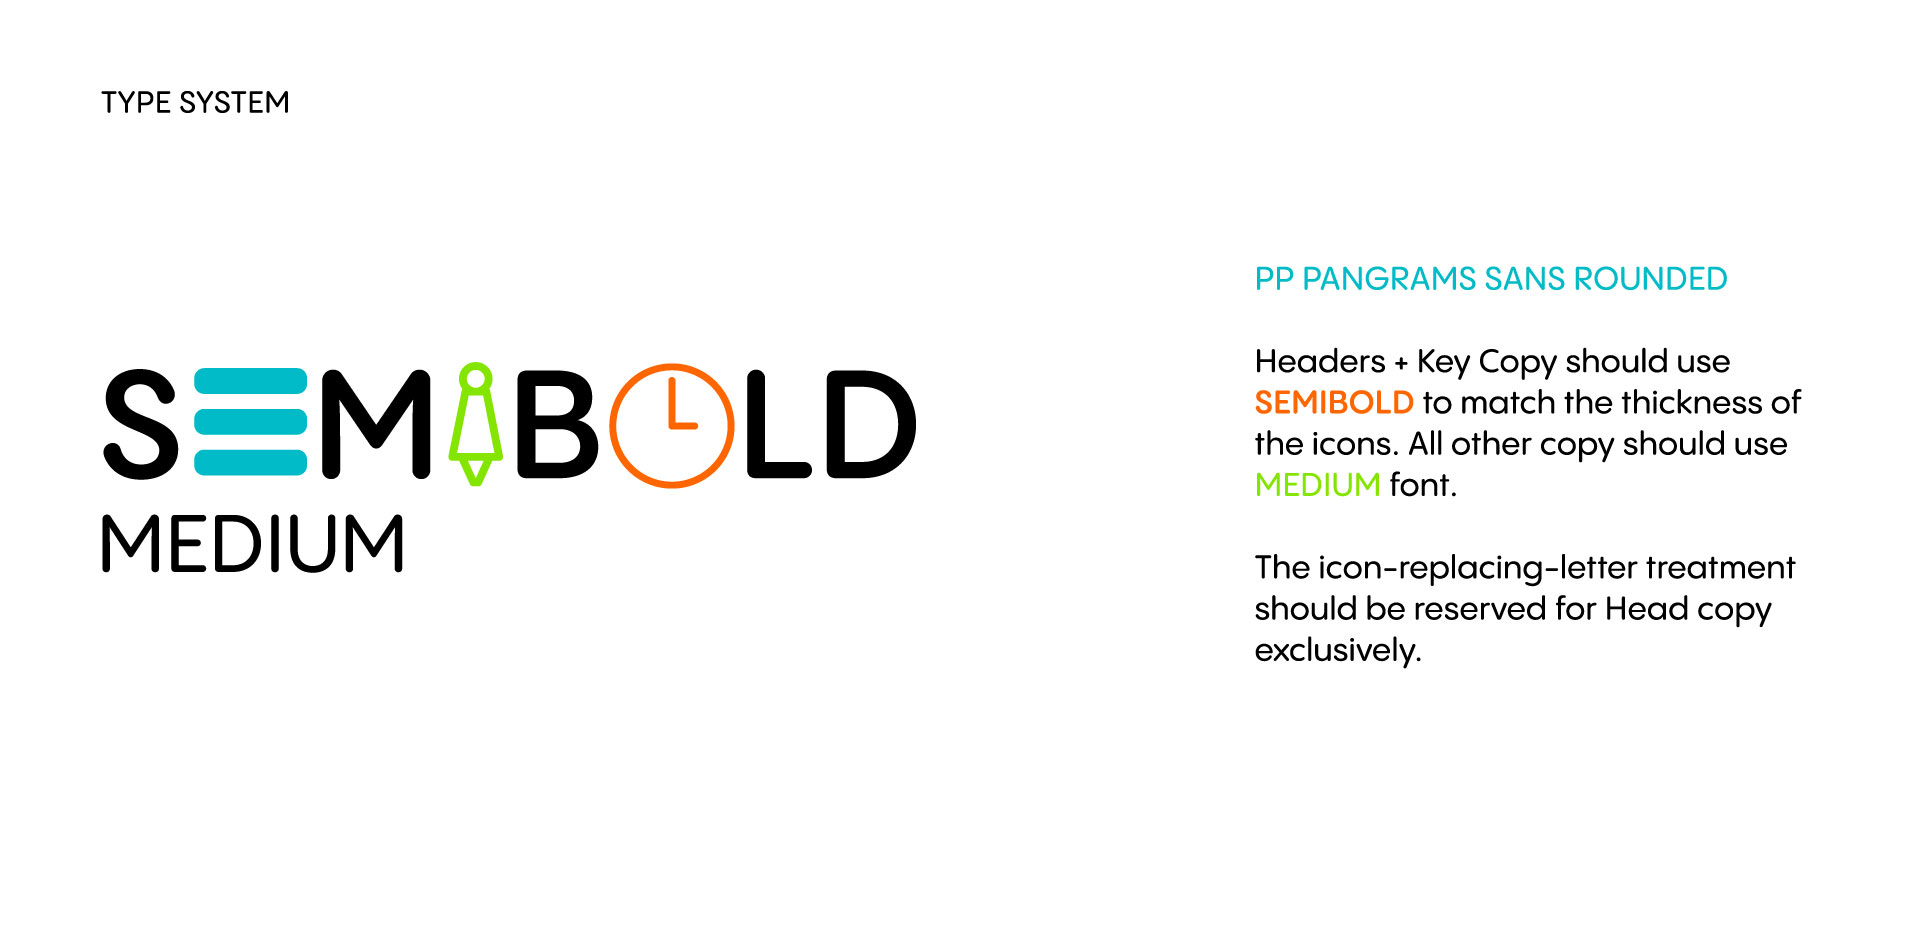 TYPE SYSTEM
SEMIBOLD
MEDIUM
PP PANGRAMS SANS ROUNDED
Headers + Key Copy should use
SEMIBOLD to match the thickness of
the icons. All other copy should use
MEDIUM font.
The icon-replacing-letter treatment
should be reserved for Head copy
exclusively.